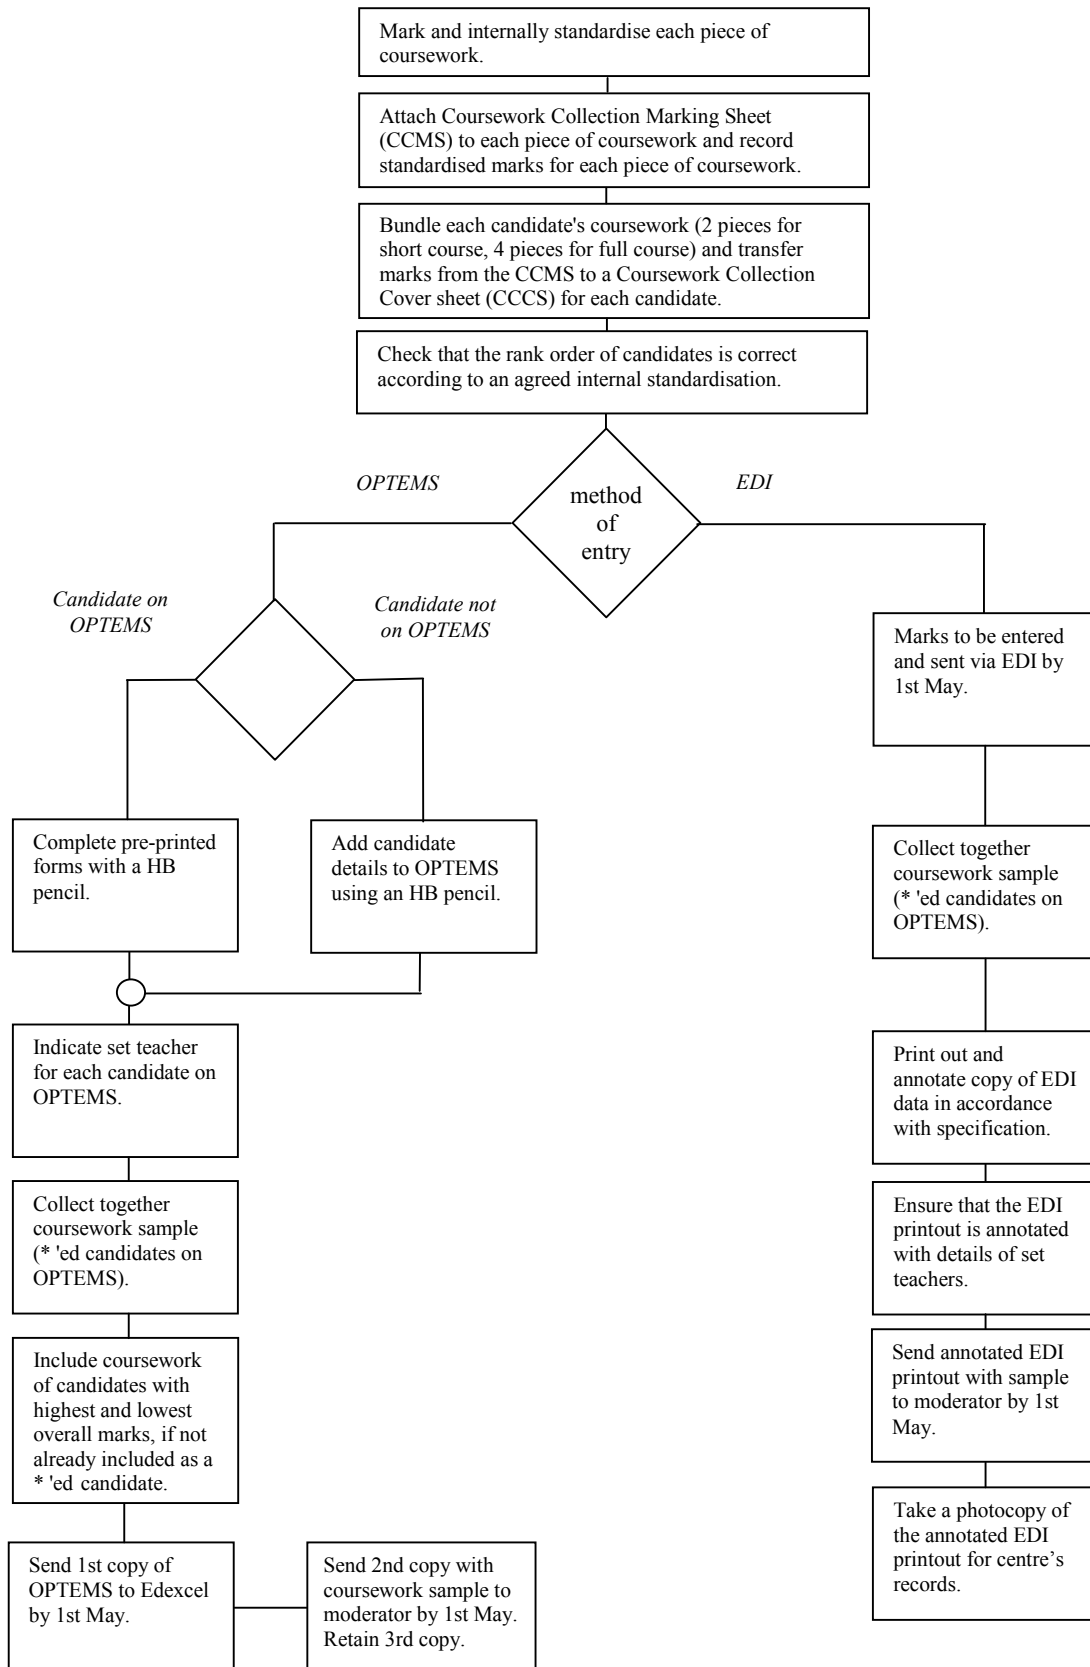 Mark and internally standardise each piece of
coursework.
Attach Coursework Collection Marking Sheet
(CCMS) to each piece of coursework and record
standardised marks for each piece of coursework.
Bundle each candidate's coursework (2 pieces for
short course, 4 pieces for full course) and transfer
marks from the CCMS to a Coursework Collection
Cover sheet (CCCS) for each candidate.
Check that the rank order of candidates is correct
according to an agreed internal standardisation.
OPTEMS
EDI
method
of
entry
Candidate on
OPTEMS
Candidate not
on OPTEMS
Complete pre-printed
forms with a HB
pencil.
Add candidate
details to OPTEMS
using an HB pencil.
Indicate set teacher
for each candidate on
OPTEMS.
Collect together
coursework sample
(* 'ed candidates on
OPTEMS).
Include coursework
of candidates with
highest and lowest
overall marks, if not
already included as a
* 'ed candidate.
Send 1st copy of
OPTEMS to Edexcel
by 1st May.
Send 2nd copy with
coursework sample to
moderator by 1st May.
Retain 3rd copy.
Marks to be entered
and sent via EDI by
1st May.
Collect together
coursework sample
(* 'ed candidates on
OPTEMS).
Print out and
annotate copy of EDI
data in accordance
with specification.
Ensure that the EDI
printout is annotated
with details of set
teachers.
Send annotated EDI
printout with sample
to moderator by 1st
May.
Take a photocopy of
the annotated EDI
printout for centre’s
records.